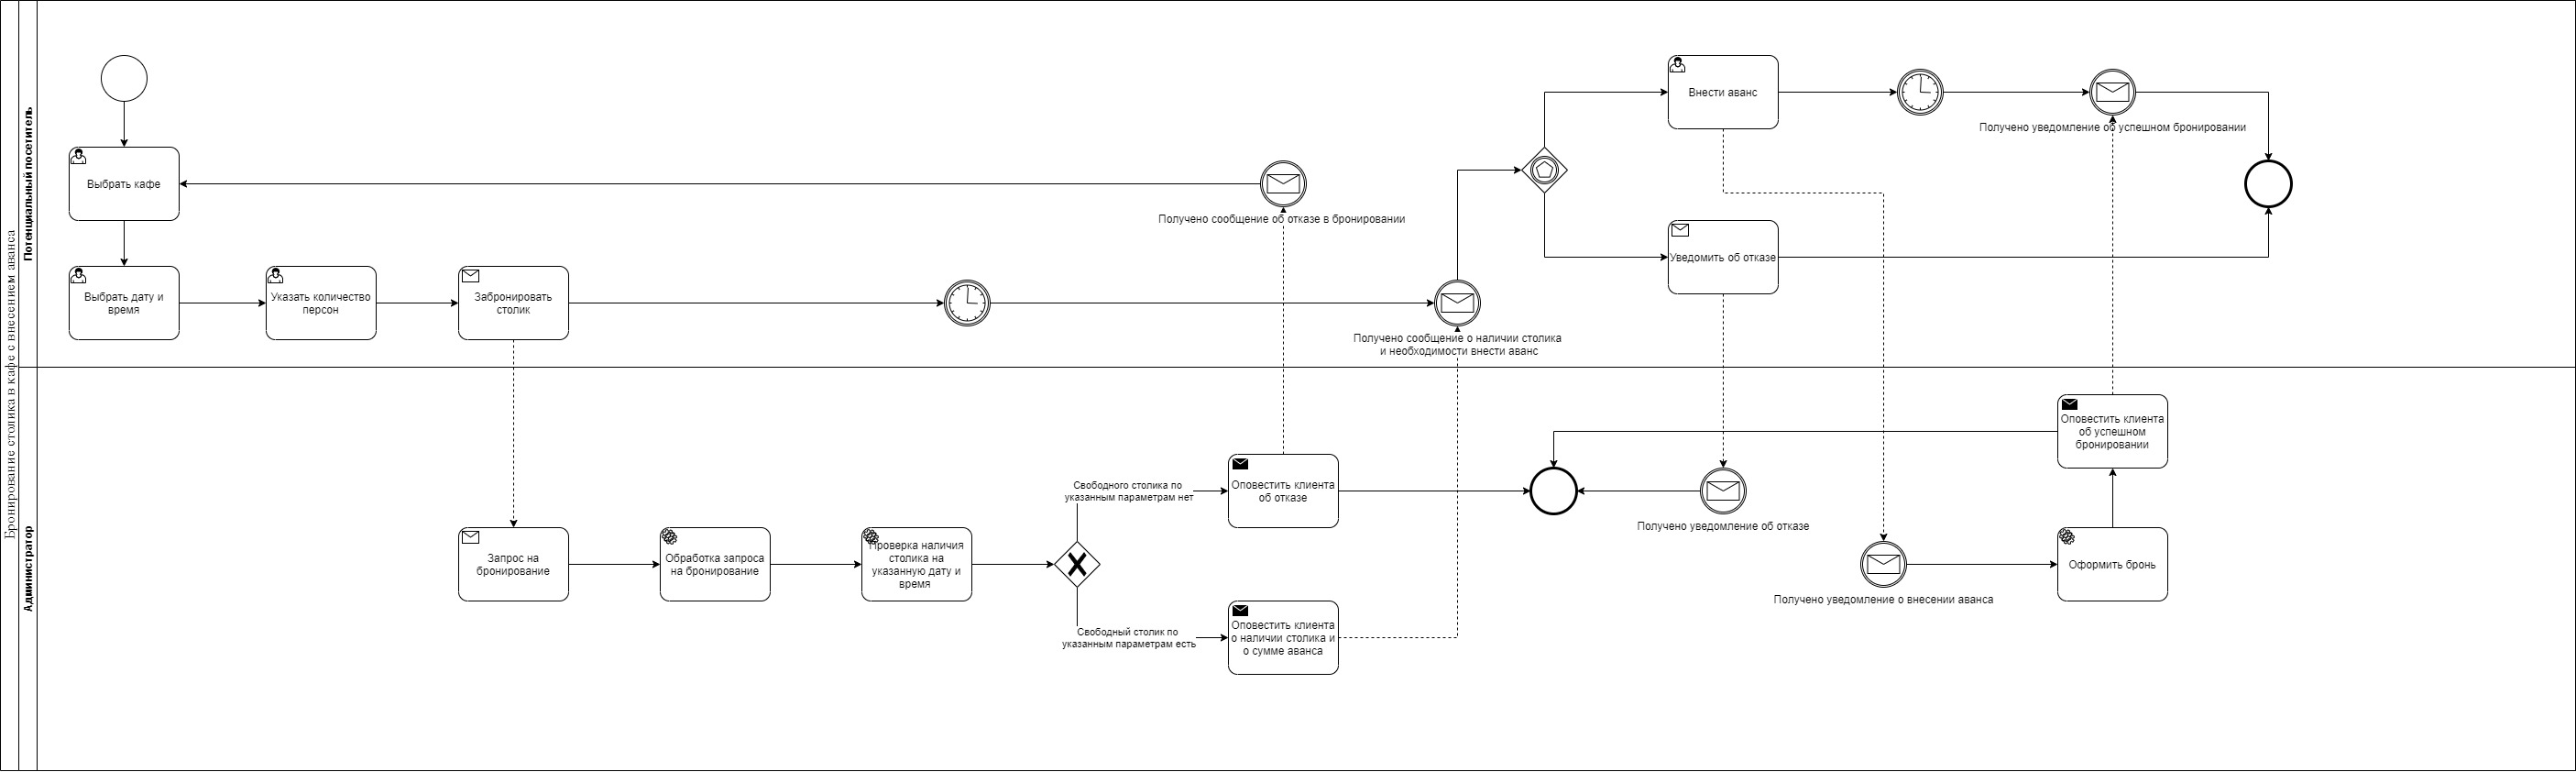 Бронирование столика в кафе с внесением аванса
Потенциальный посетитель
Внести аванс
Получено уведомление об успешном бронировании
Выбрать кафе
Получено сообщение об отказе в бронировании
Уведомить об отказе
Выбрать дату и
время
Указать количество
персон
Забронировать
столик
Получено сообщение о наличии столика
и необходимости внести аванс
Администратор
Оповестить клиента
об успешном
бронировании
Свободного столика по
указанным параметрам нет
Оповестить клиента
об отказе
Получено уведомление об отказе
Запрос на
бронирование
Обработка запроса
на бронирование
Проверка наличия
столика на
указанную дату и
время
Оформить бронь
Получено уведомление о внесении аванса
Свободный столик по
указанным параметрам есть
Оповестить клиента
о наличии столика и
о сумме аванса